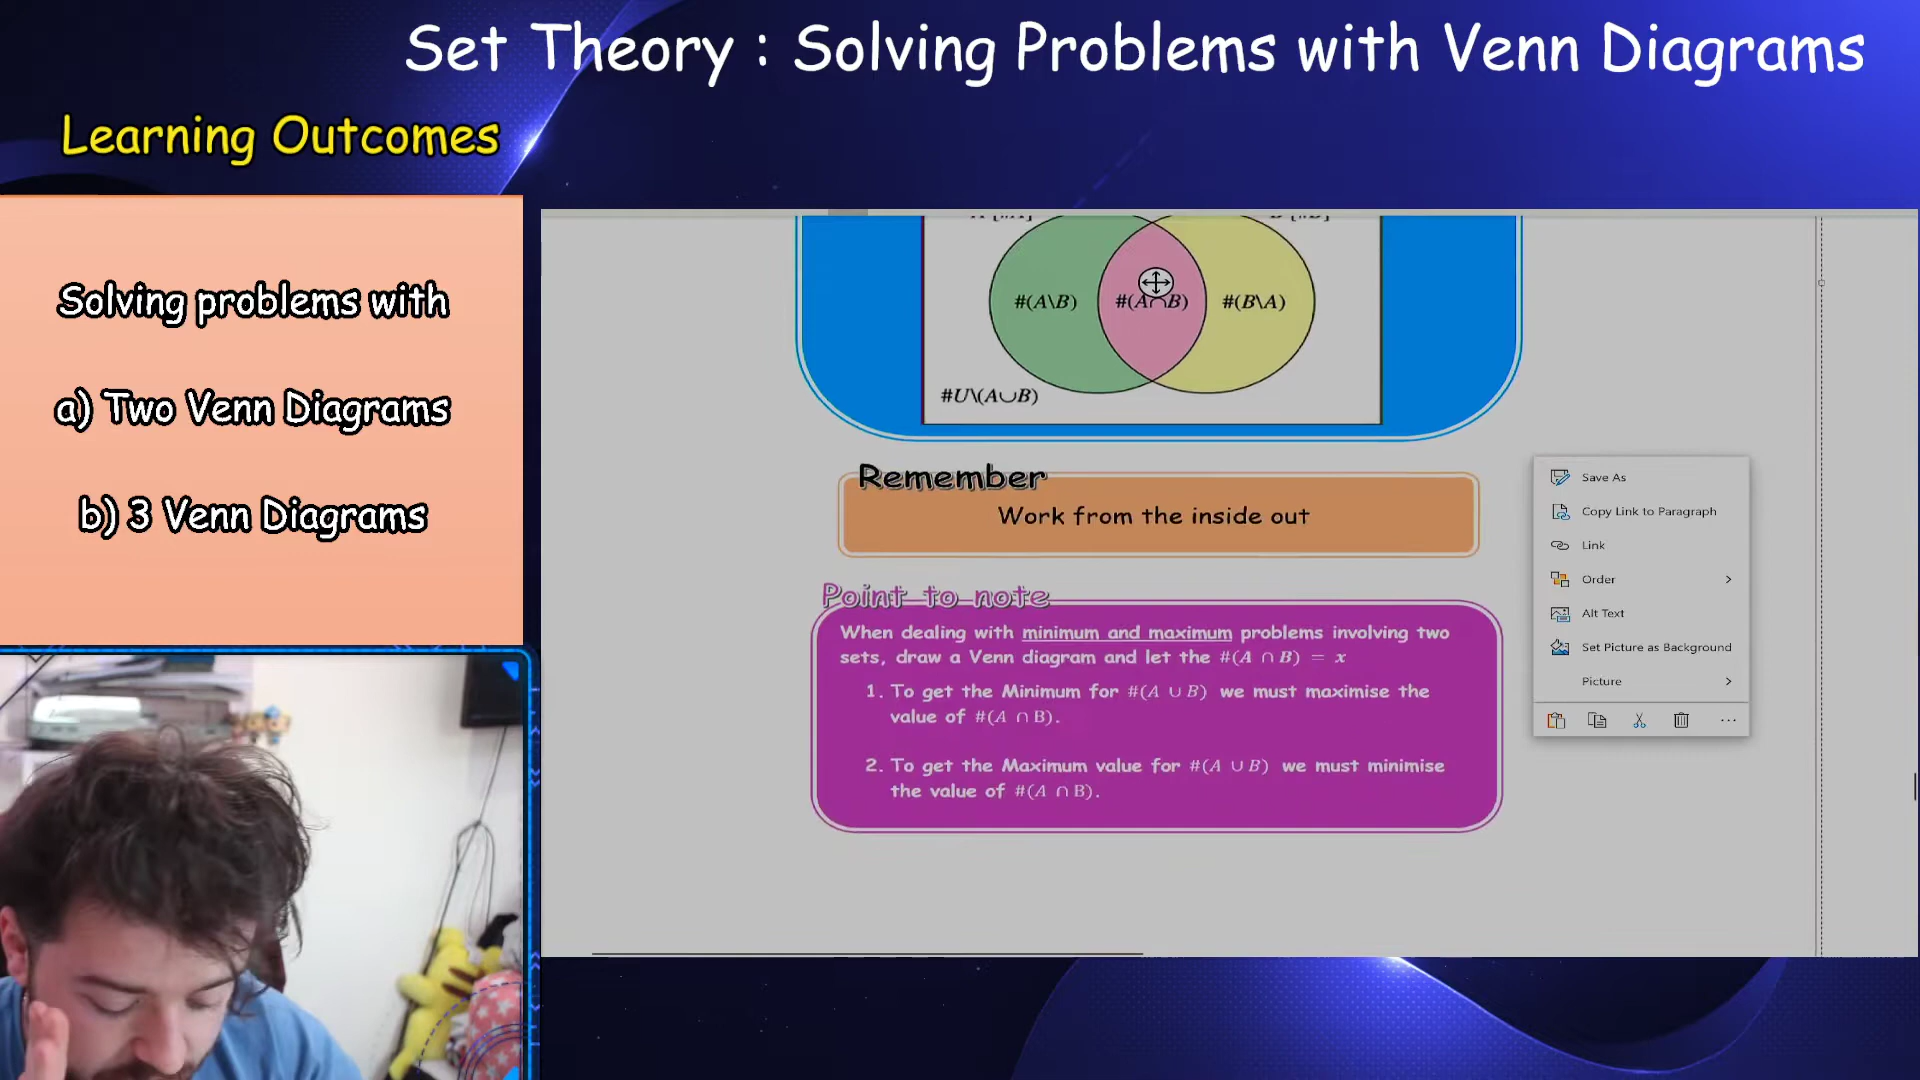 Set Theory : Solving Problems with Venn Diagrams
Learning Outcomes
Solving problems with
a) Two Venn Diagrams
b) 3 Venn Diagrams
#(A\B) #(A∩B) #(B\A)
#U\(A∪B)
Remember
Work from the inside out
Point to note
When dealing with minimum and maximum problems involving two
sets, draw a Venn diagram and let the #(A ∩ B) = x
1. To get the Minimum for #(A ∪ B) we must maximise the
value of #(A ∩ B).
2. To get the Maximum value for #(A ∪ B) we must minimise
the value of #(A ∩ B).
Save As
Copy Link to Paragraph
Link
Order
Alt Text
Set Picture as Background
Picture